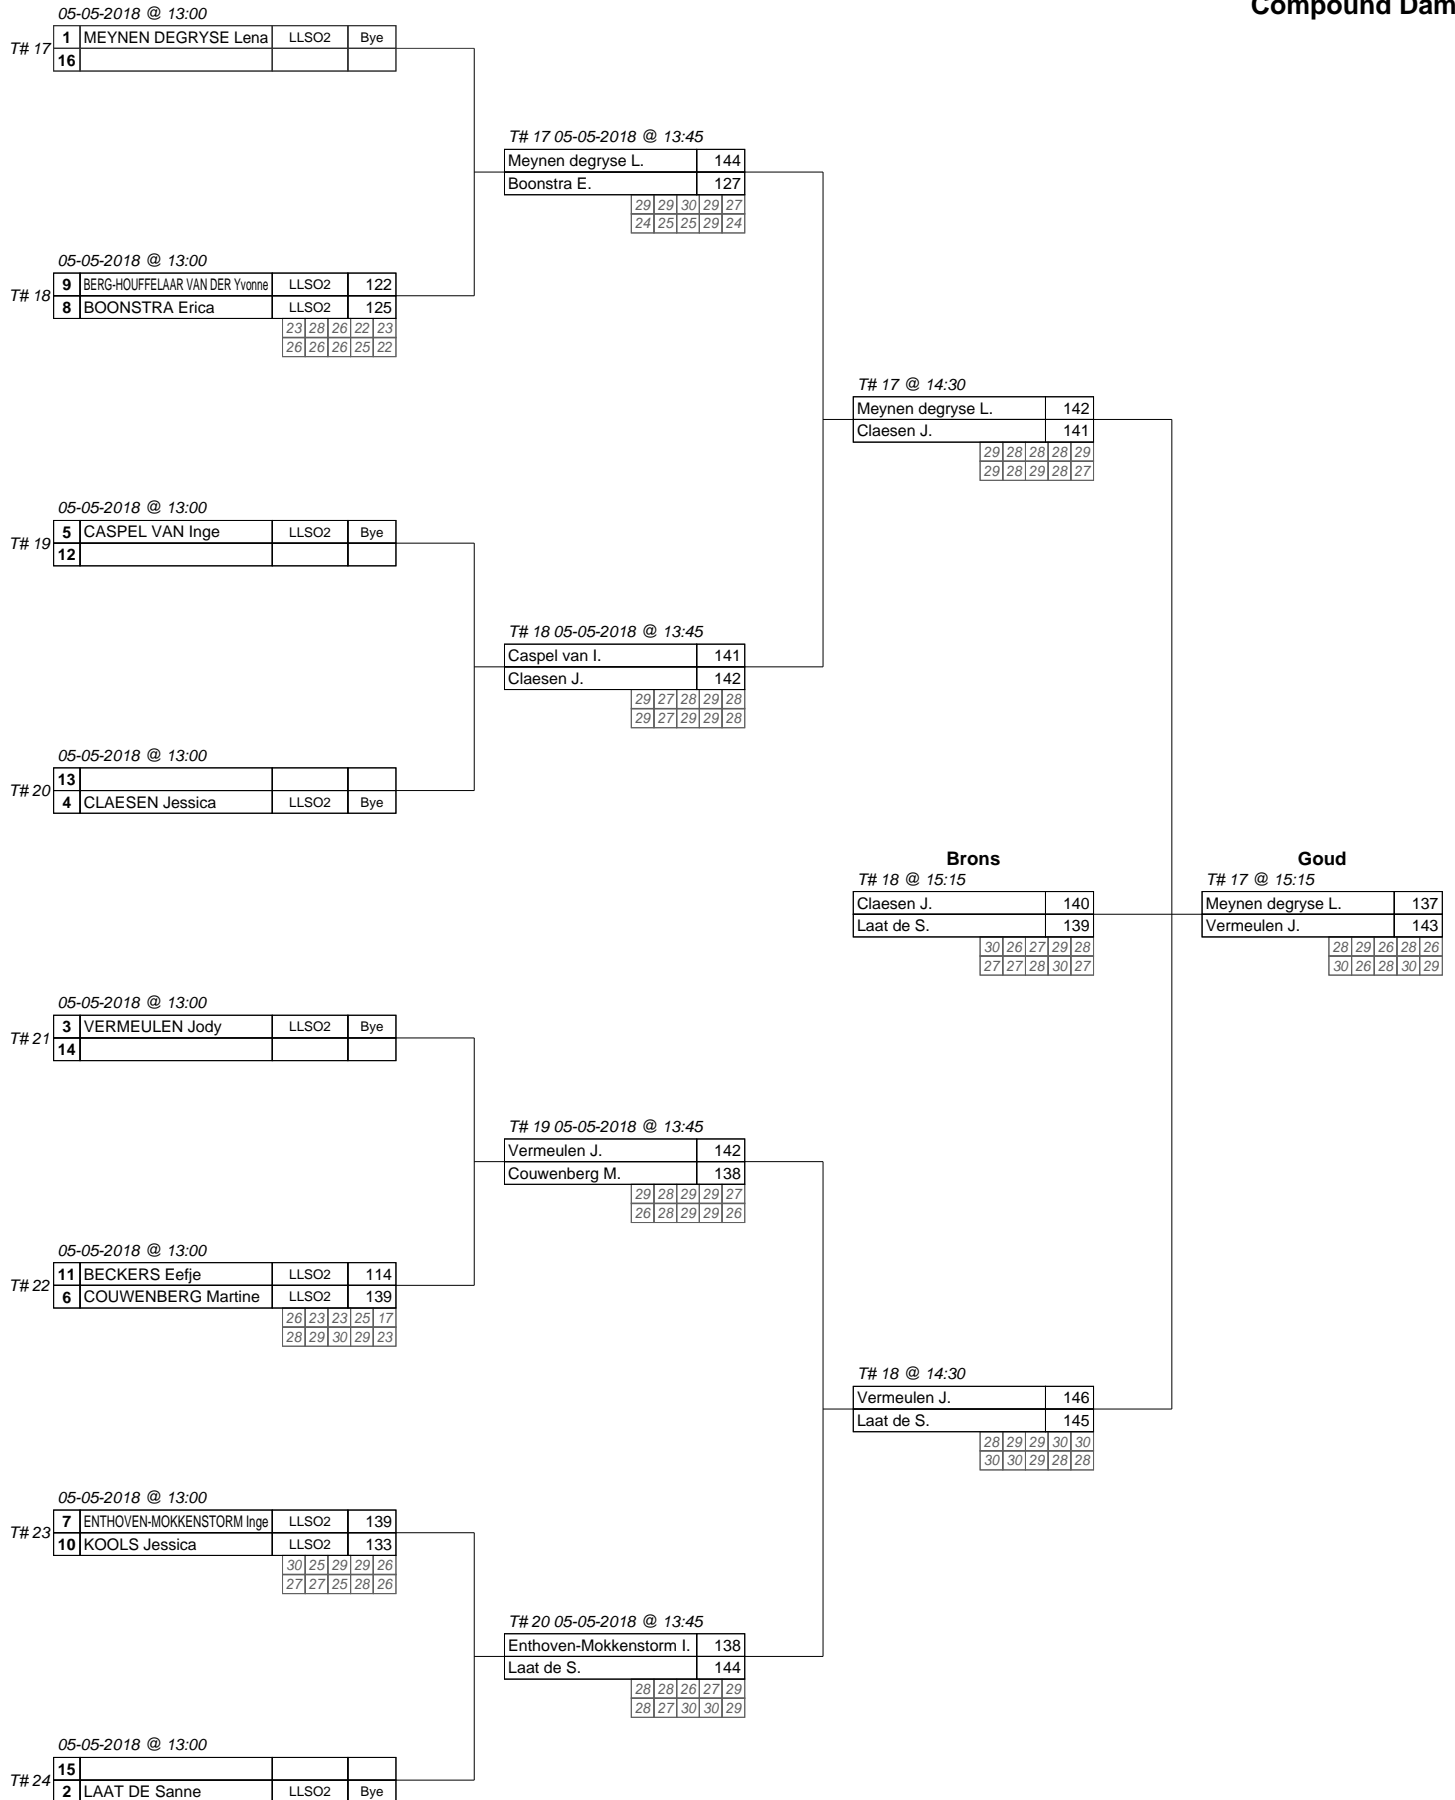 Compound Dam
05-05-2018 @ 13:00
T# 17
1 MEYNEN DEGRYSE Lena LLSO2 Bye
16
T# 17 05-05-2018 @ 13:45
Meynen degryse L. 144
Boonstra E. 127
29 29 30 29 27
24 25 25 29 24
05-05-2018 @ 13:00
T# 18
9 BERG-HOUFFELAAR VAN DER Yvonne LLSO2 122
8 BOONSTRA Erica LLSO2 125
23 28 26 22 23
26 26 26 25 22
T# 17 @ 14:30
Meynen degryse L. 142
Claesen J. 141
29 28 28 28 29
29 28 29 28 27
05-05-2018 @ 13:00
T# 19
5 CASPEL VAN Inge LLSO2 Bye
12
T# 18 05-05-2018 @ 13:45
Caspel van I. 141
Claesen J. 142
29 27 28 29 28
29 27 29 29 28
05-05-2018 @ 13:00
T# 20
13
4 CLAESEN Jessica LLSO2 Bye
Brons
T# 18 @ 15:15
Claesen J. 140
Laat de S. 139
30 26 27 29 28
27 27 28 30 27
Goud
T# 17 @ 15:15
Meynen degryse L. 137
Vermeulen J. 143
28 29 26 28 26
30 26 28 30 29
05-05-2018 @ 13:00
T# 21
3 VERMEULEN Jody LLSO2 Bye
14
T# 19 05-05-2018 @ 13:45
Vermeulen J. 142
Couwenberg M. 138
29 28 29 29 27
26 28 29 29 26
05-05-2018 @ 13:00
T# 22
11 BECKERS Eefje LLSO2 114
6 COUWENBERG Martine LLSO2 139
26 23 23 25 17
28 29 30 29 23
T# 18 @ 14:30
Vermeulen J. 146
Laat de S. 145
28 29 29 30 30
30 30 29 28 28
05-05-2018 @ 13:00
T# 23
7 ENTHOVEN-MOKKENSTORM Inge LLSO2 139
10 KOOLS Jessica LLSO2 133
30 25 29 29 26
27 27 25 28 26
T# 20 05-05-2018 @ 13:45
Enthoven-Mokkenstorm I. 138
Laat de S. 144
28 28 26 27 29
28 27 30 30 29
05-05-2018 @ 13:00
T# 24
15
2 LAAT DE Sanne LLSO2 Bye